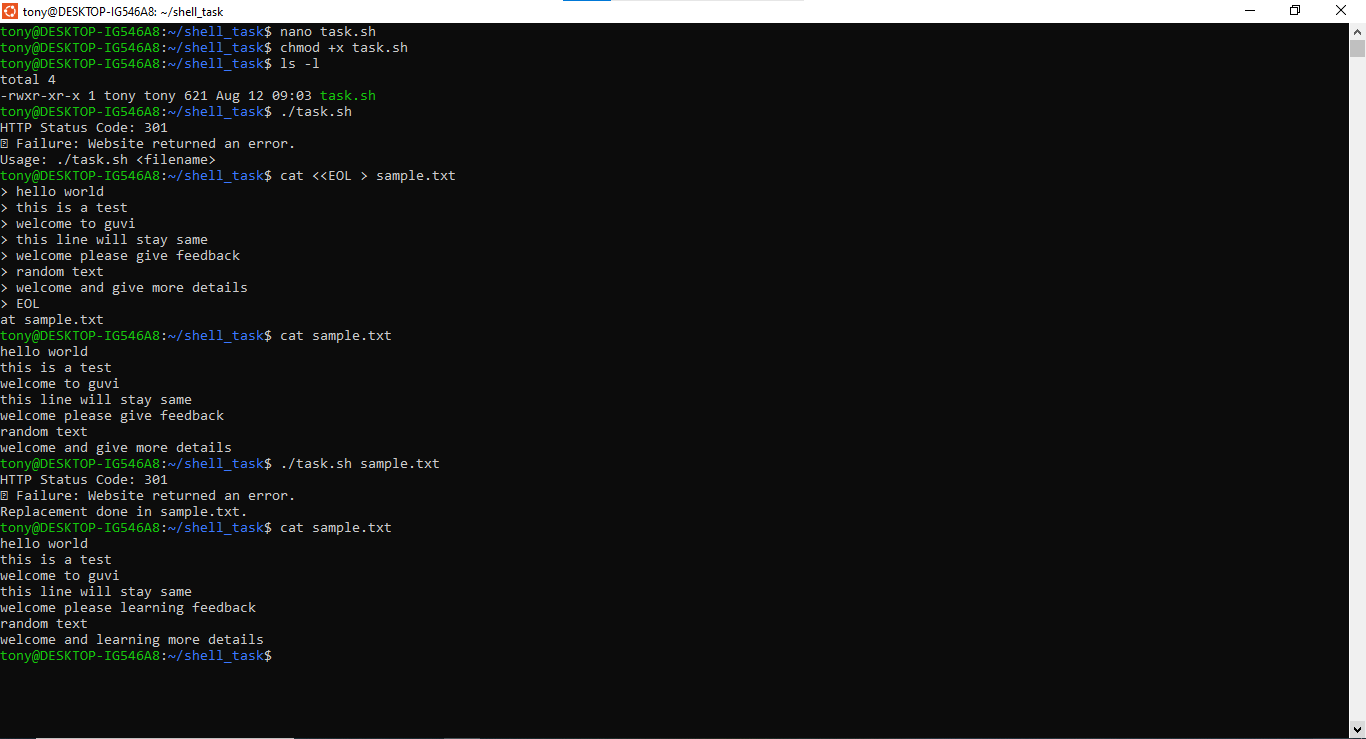 tony@DESKTOP-IG546A8: ~/shell_task
tony@DESKTOP-IG546A8:~/shell_task$ nano task.sh
tony@DESKTOP-IG546A8:~/shell_task$ chmod +x task.sh
tony@DESKTOP-IG546A8:~/shell_task$ ls -l
total 4
-rwxr-xr-x 1 tony tony 621 Aug 12 09:03 task.sh
tony@DESKTOP-IG546A8:~/shell_task$ ./task.sh
HTTP Status Code: 301
Failure: Website returned an error.
Usage: ./task.sh <filename>
tony@DESKTOP-IG546A8:~/shell_task$ cat <<EOL > sample.txt
> hello world
> this is a test
> welcome to guvi
> this line will stay same
> welcome please give feedback
> random text
> welcome and give more details
> EOL
at sample.txt
tony@DESKTOP-IG546A8:~/shell_task$ cat sample.txt
hello world
this is a test
welcome to guvi
this line will stay same
welcome please give feedback
random text
welcome and give more details
tony@DESKTOP-IG546A8:~/shell_task$ ./task.sh sample.txt
HTTP Status Code: 301
Failure: Website returned an error.
Replacement done in sample.txt.
tony@DESKTOP-IG546A8:~/shell_task$ cat sample.txt
hello world
this is a test
welcome to guvi
this line will stay same
welcome please learning feedback
random text
welcome and learning more details
tony@DESKTOP-IG546A8:~/shell_task$